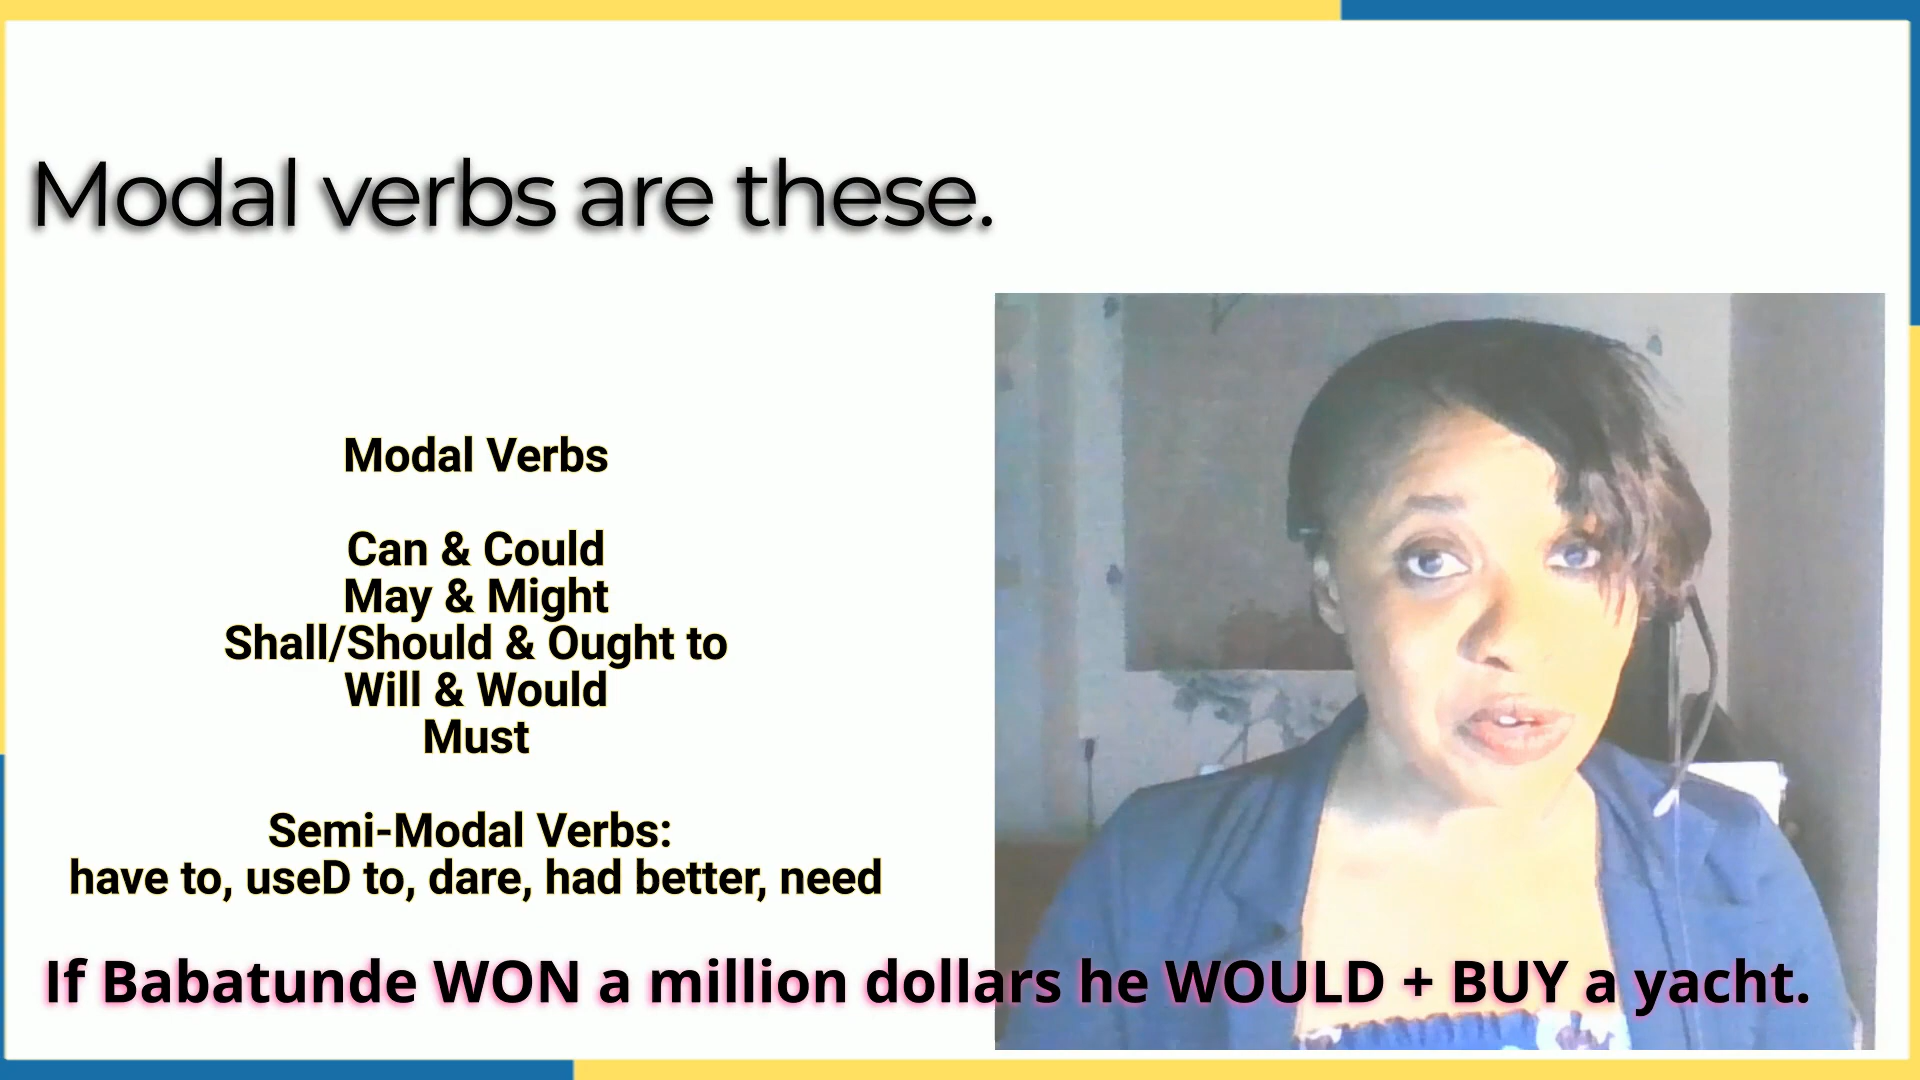 Modal verbs are these.
Modal Verbs
Can & Could
May & Might
Shall/Should & Ought to
Will & Would
Must
Semi-Modal Verbs:
have to, useD to, dare, had better, need
If Babatunde WON a million dollars he WOULD + BUY a yacht.